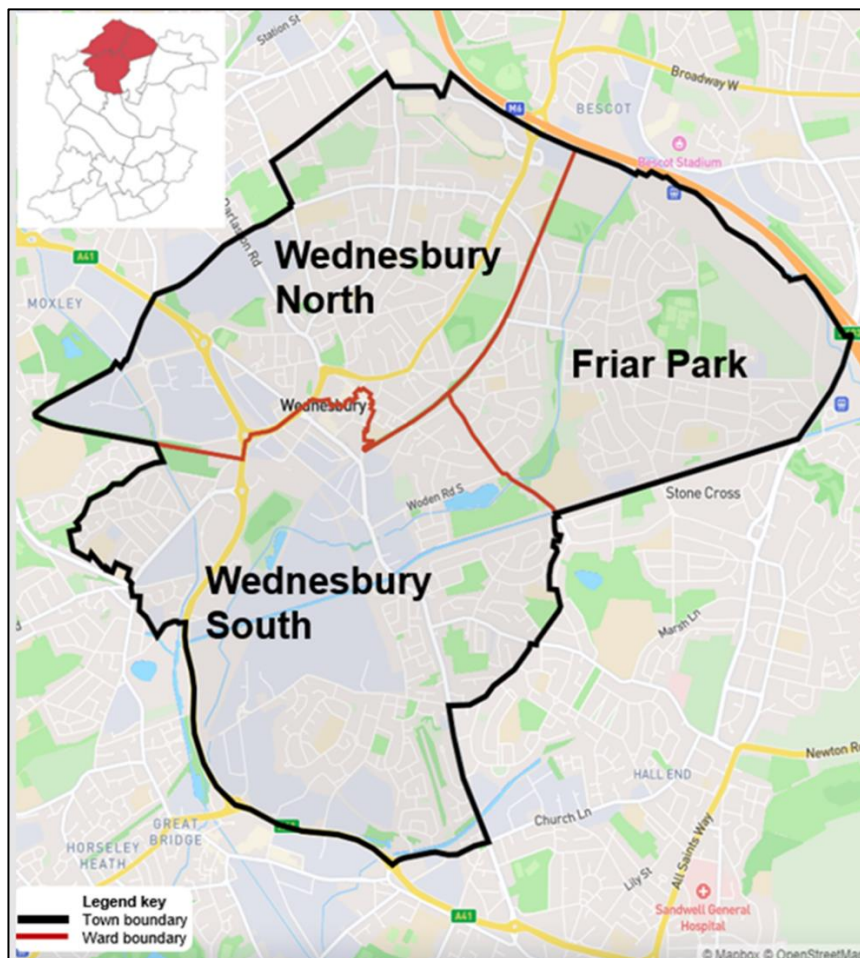 Station St
Broadway W
M6
BESCOT
Bescot Stadium
Darlaston Rd
A41
MOXLEY
Wednesbury
North
Friar Park
Wednesbury
Woden Rd S
Stone Cross
Wednesbury
South
Marsh Ln
Newton R
HALL END
GREAT
BRIDGE
Church Ln
HORSELEY
HEATH
All Saints Way
Lily St
Legend key
Town boundary
Ward boundary
A41
Sandwell General
Hospital
© Mapbox © OpenStreetMa